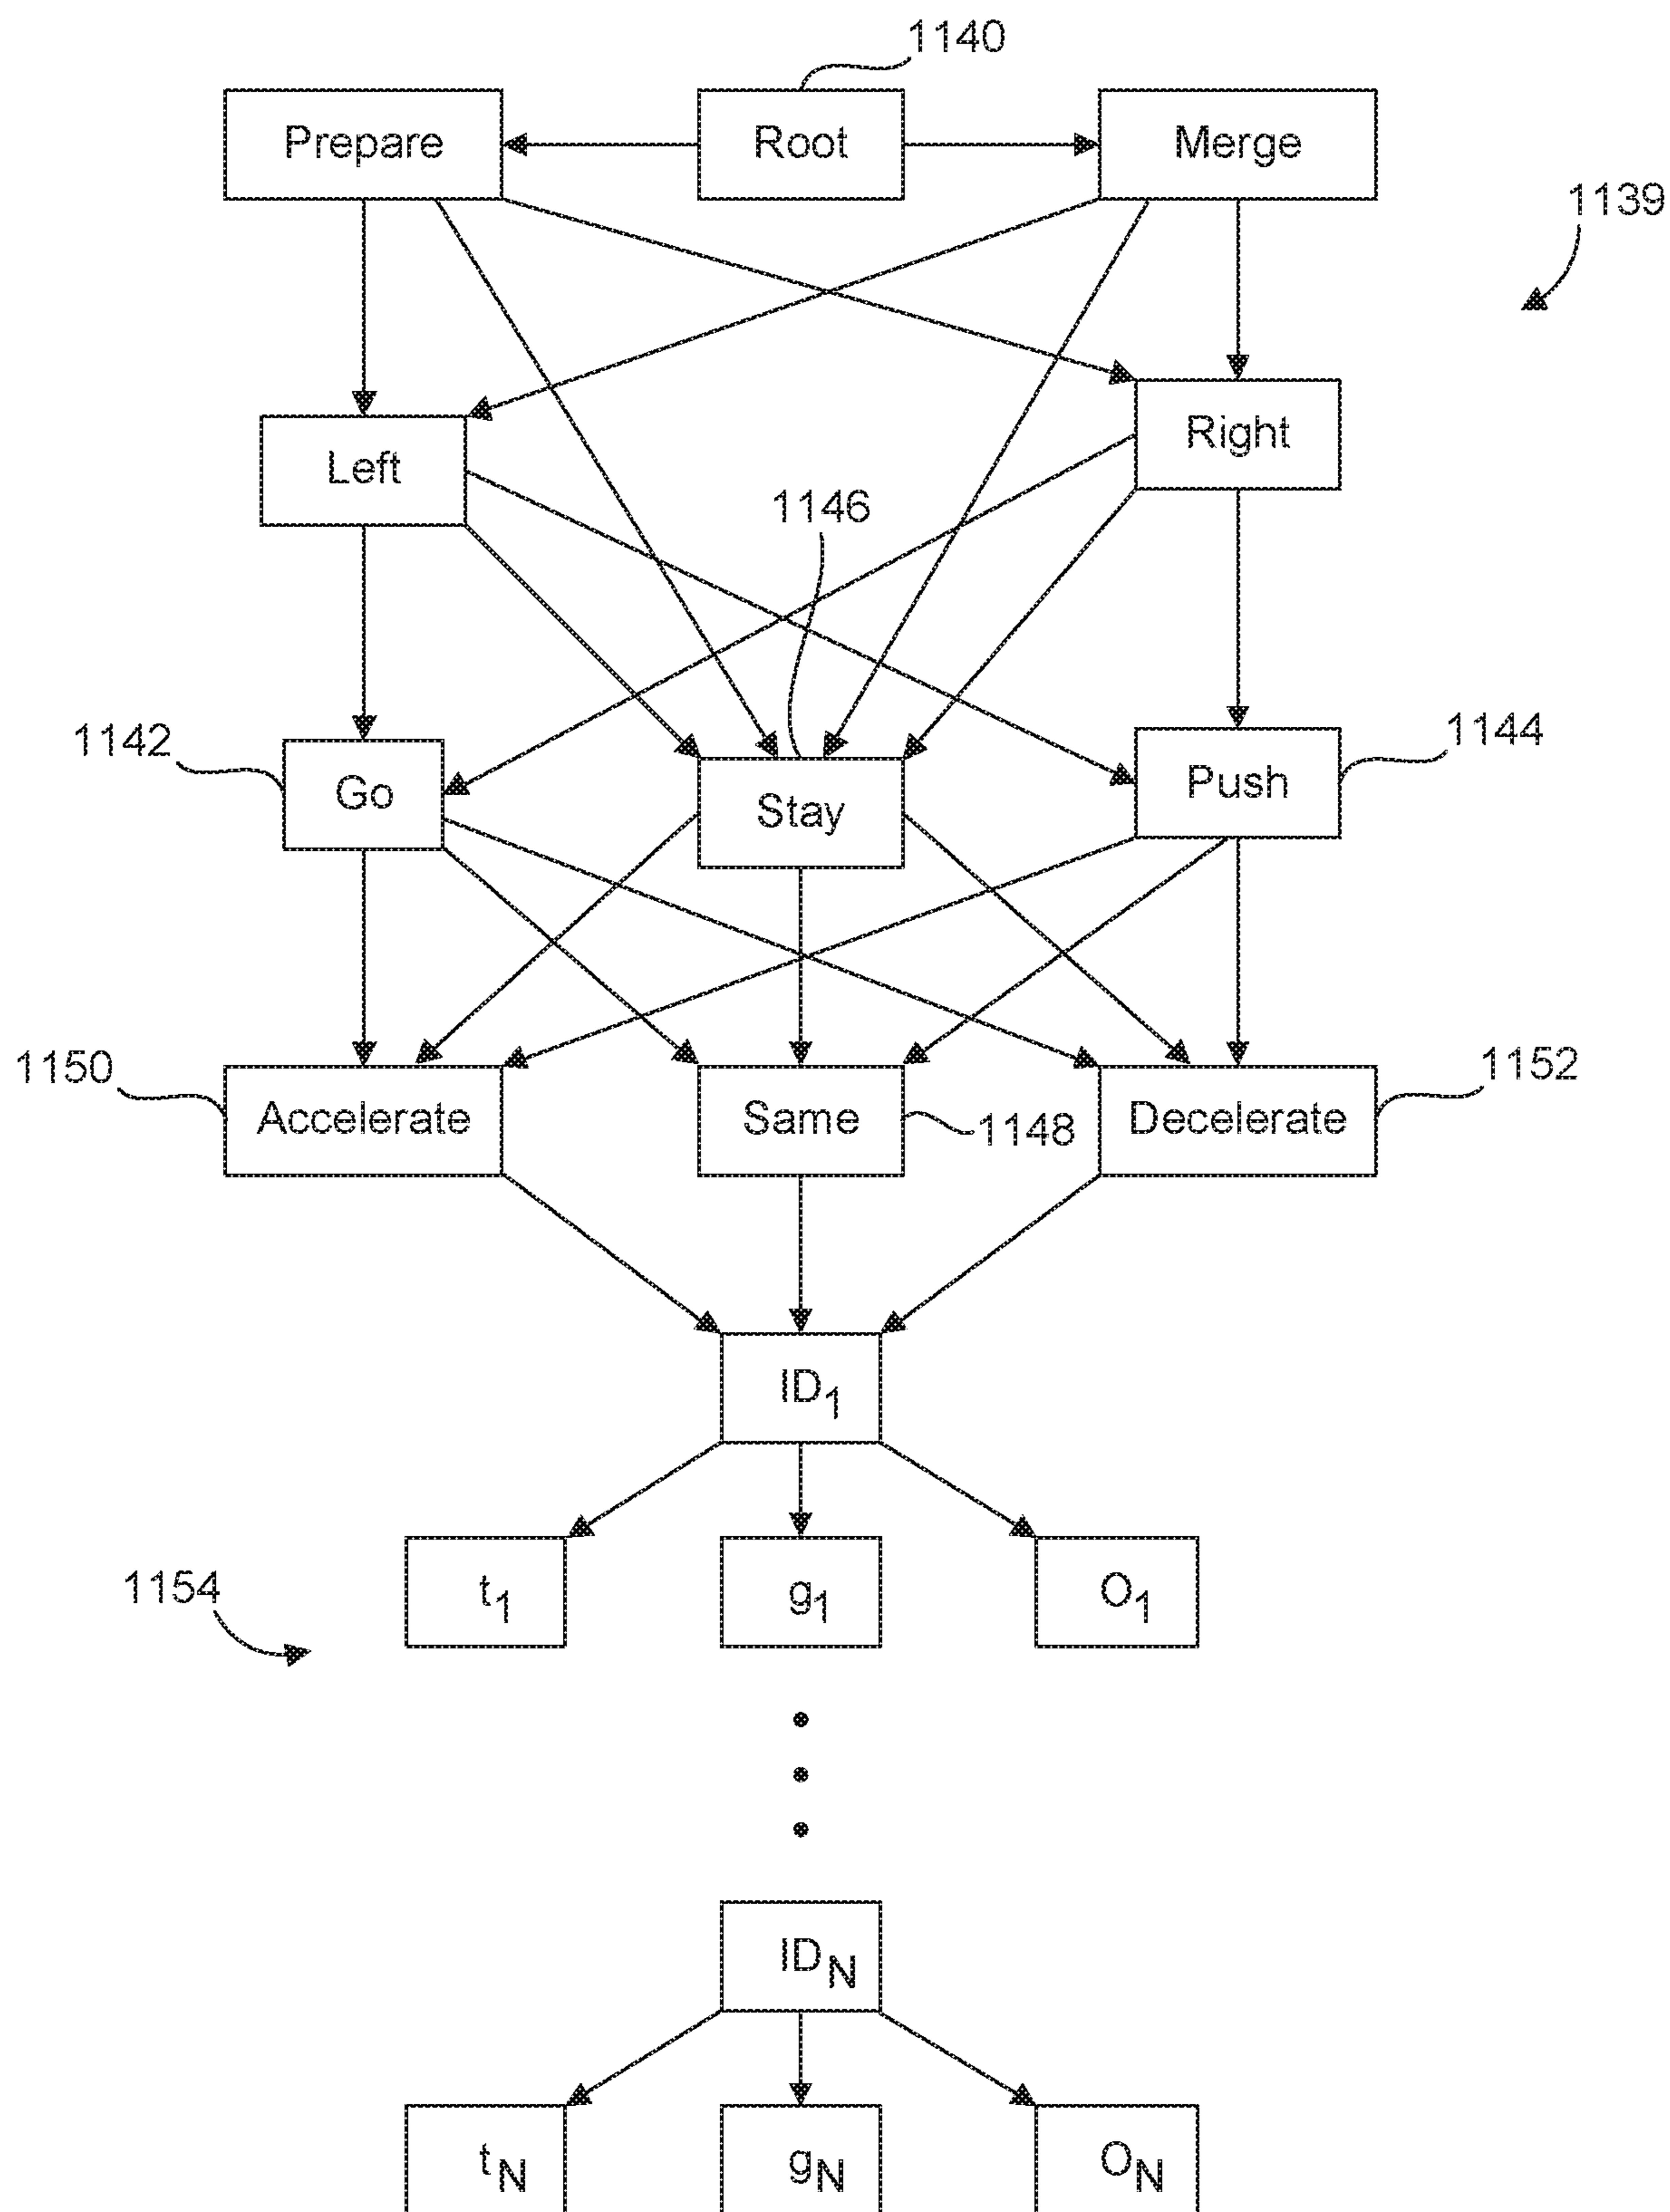 1140
Prepare
Root
Merge
1139
Left
Right
1146
1142
Go
Stay
Push
1144
1150
Accelerate
Same
1148
Decelerate
1152
ID1
1154
t1
g1
O1
IDN
tN
gN
ON